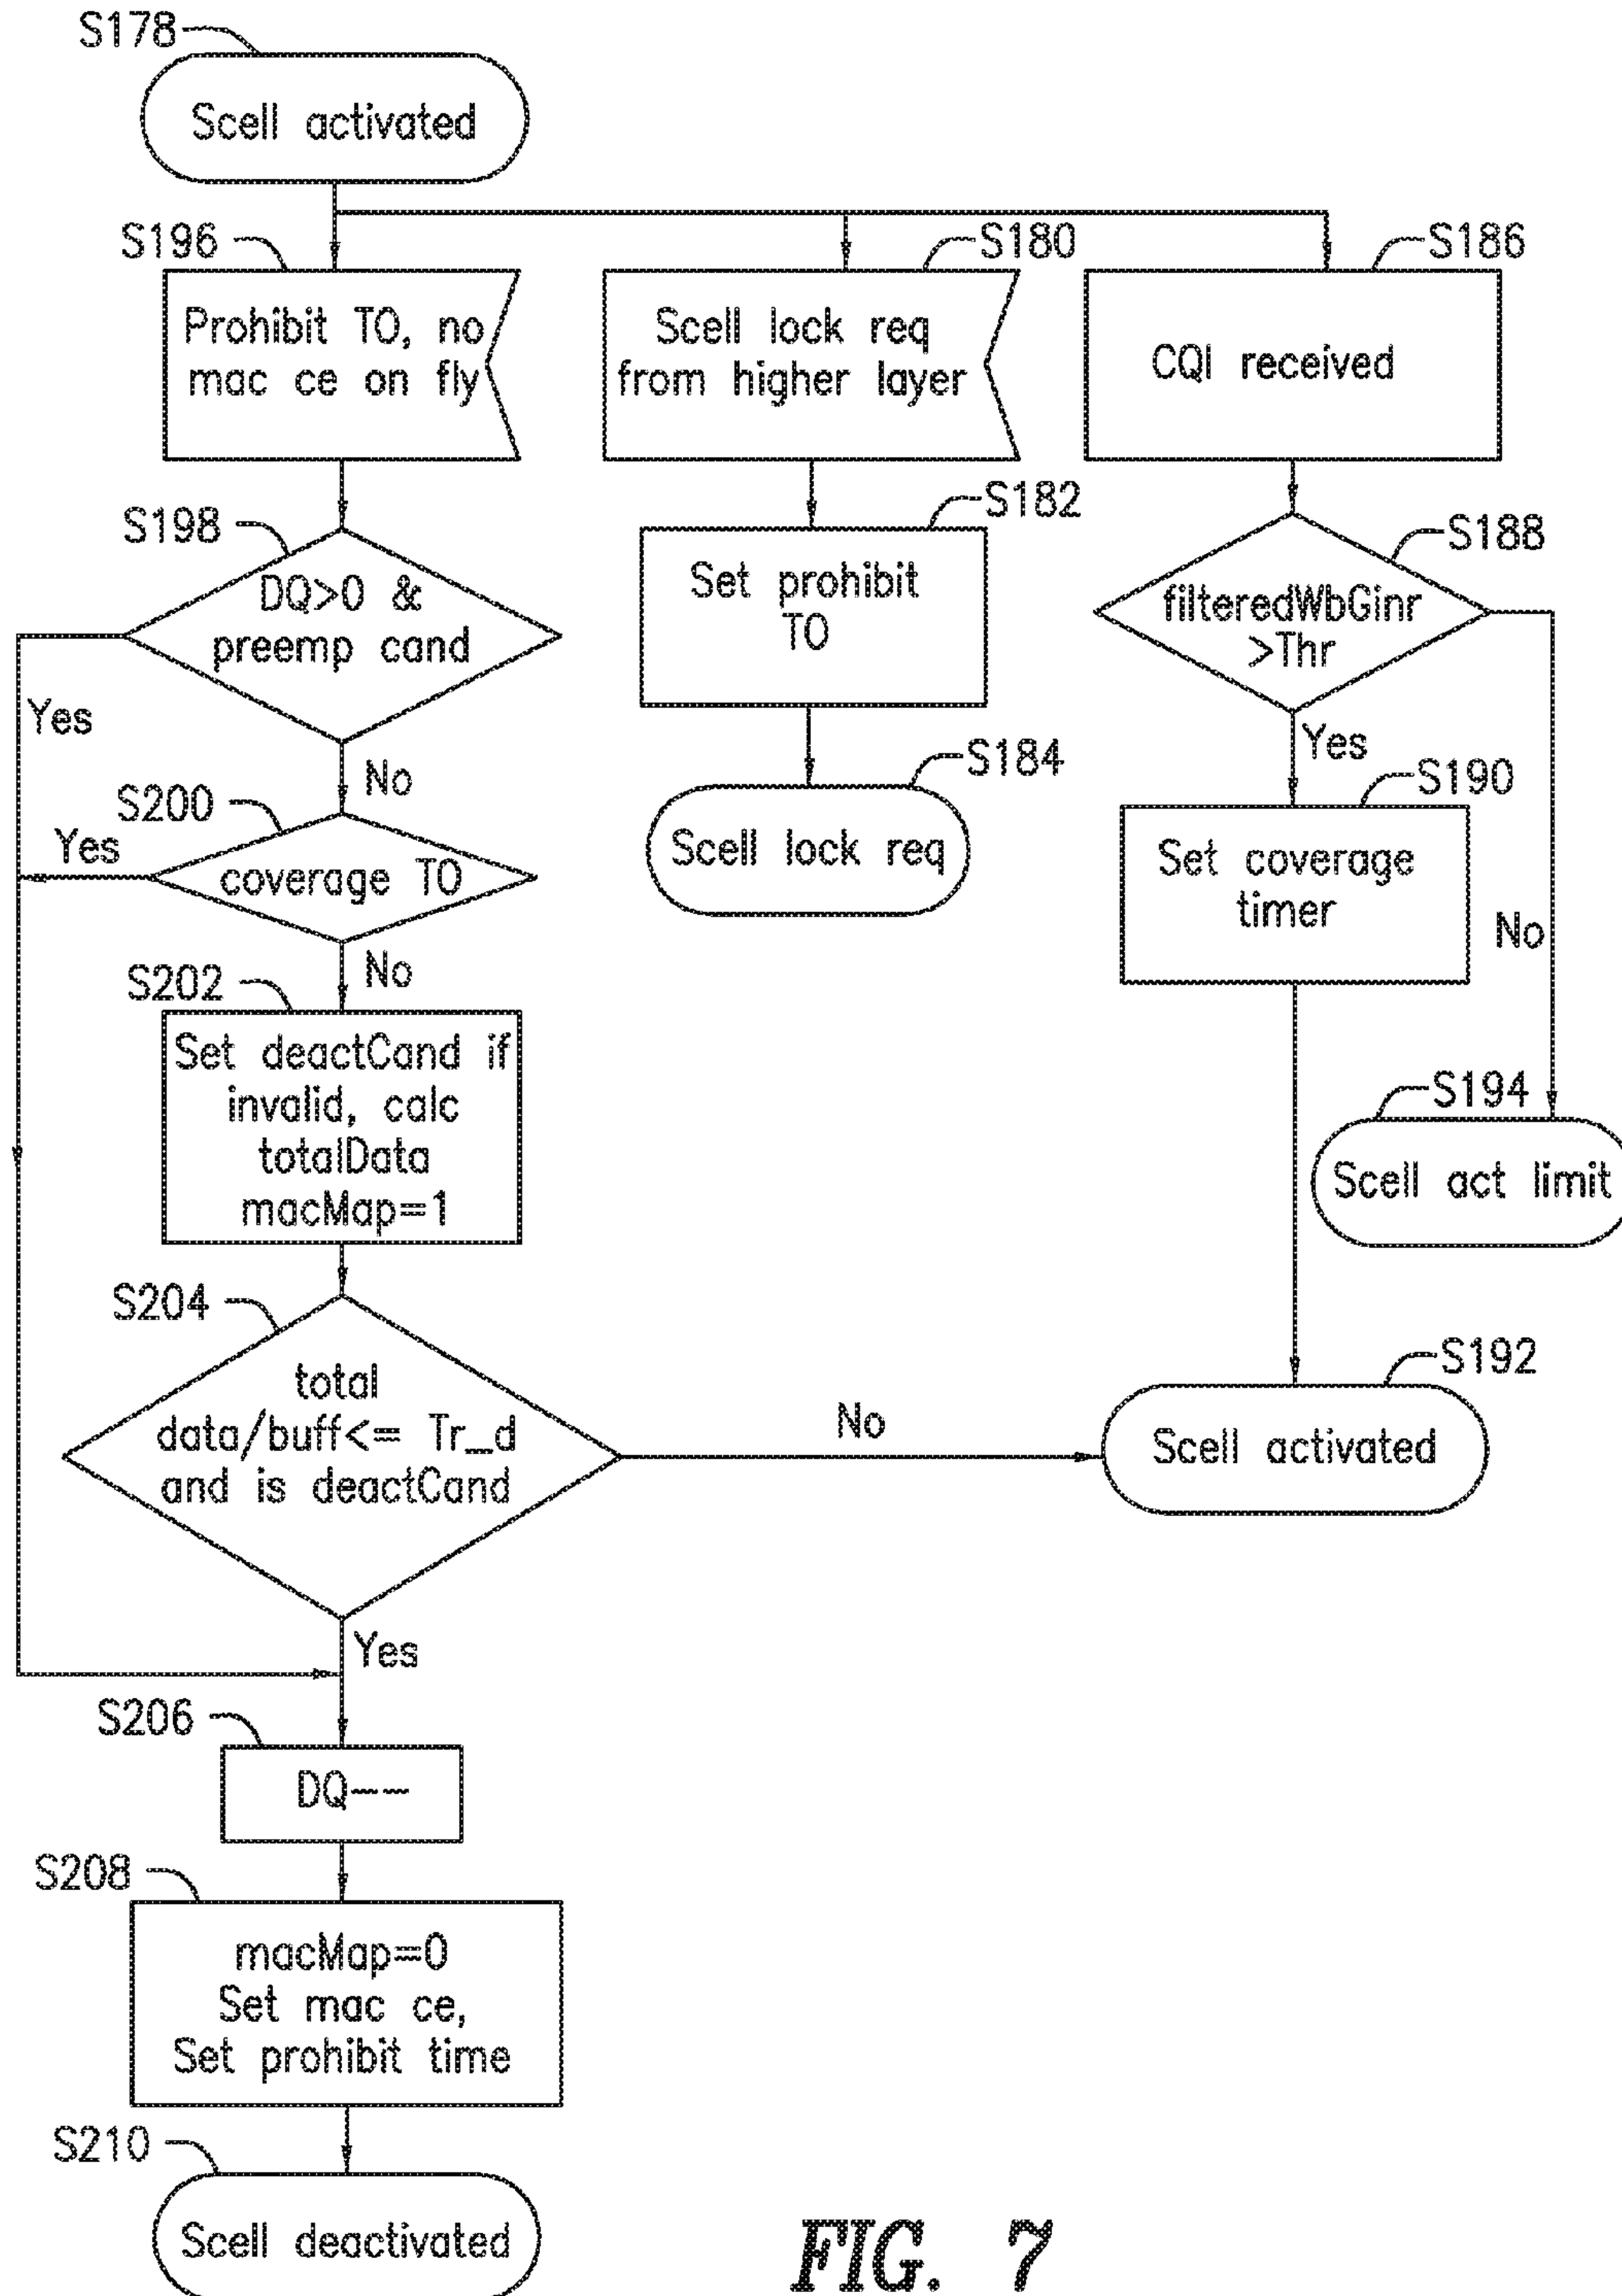 S178
Scell activated
S196
Prohibit TO, no
mac ce on fly
S180
Scell lock req
from higher layer
S186
CQI received
S198
DQ>0 &
preemp cand
Yes
No
S182
Set prohibit
TO
S188
filteredWbGinr
>Thr
Yes
No
S184
Scell lock req
S190
Set coverage
timer
S200
coverage TO
Yes
No
S202
Set deactCand if
invalid, calc
totalData
macMap=1
S194
Scell act limit
S204
total
data/buff<= Tr_d
and is deactCand
No
Yes
S192
Scell activated
S206
DQ--
S208
macMap=0
Set mac ce,
Set prohibit time
S210
Scell deactivated
FIG. 7